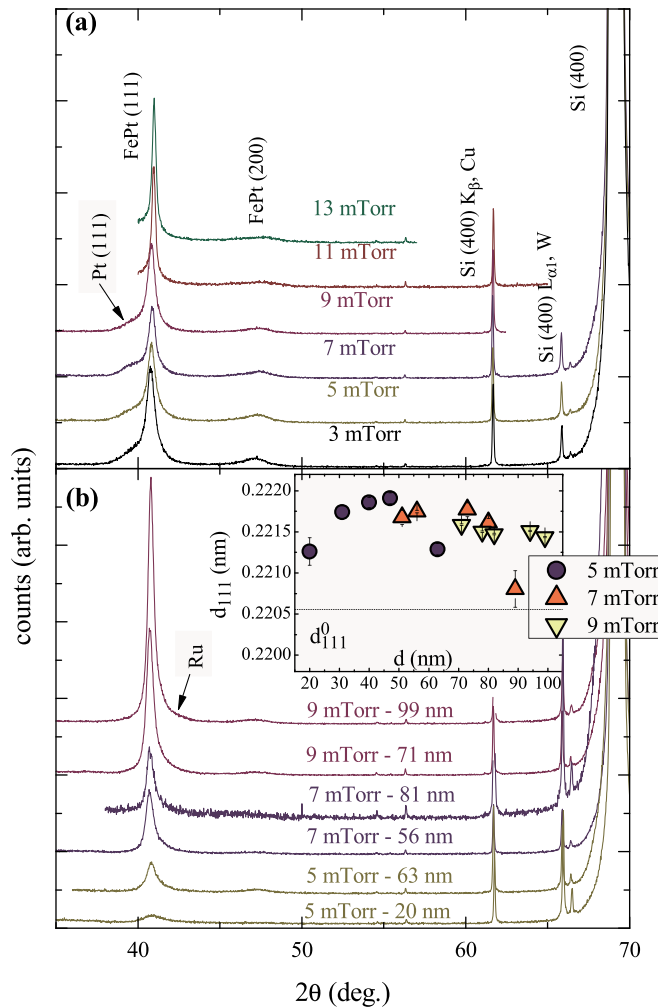 (a)
FePt (111)
Pt (111)
FePt (200)
Si (400) Kβ, Cu
Si (400) Lα1, W
Si (400)
13 mTorr
11 mTorr
9 mTorr
7 mTorr
5 mTorr
3 mTorr
counts (arb. units)
(b)
Ru
9 mTorr - 99 nm
9 mTorr - 71 nm
7 mTorr - 81 nm
7 mTorr - 56 nm
5 mTorr - 63 nm
5 mTorr - 20 nm
d111 (nm)
0.2220
0.2215
0.2210
0.2205
0.2200
d⁰111
d (nm)
20 30 40 50 60 70 80 90 100
5 mTorr
7 mTorr
9 mTorr
40 50 60 70
2θ (deg.)